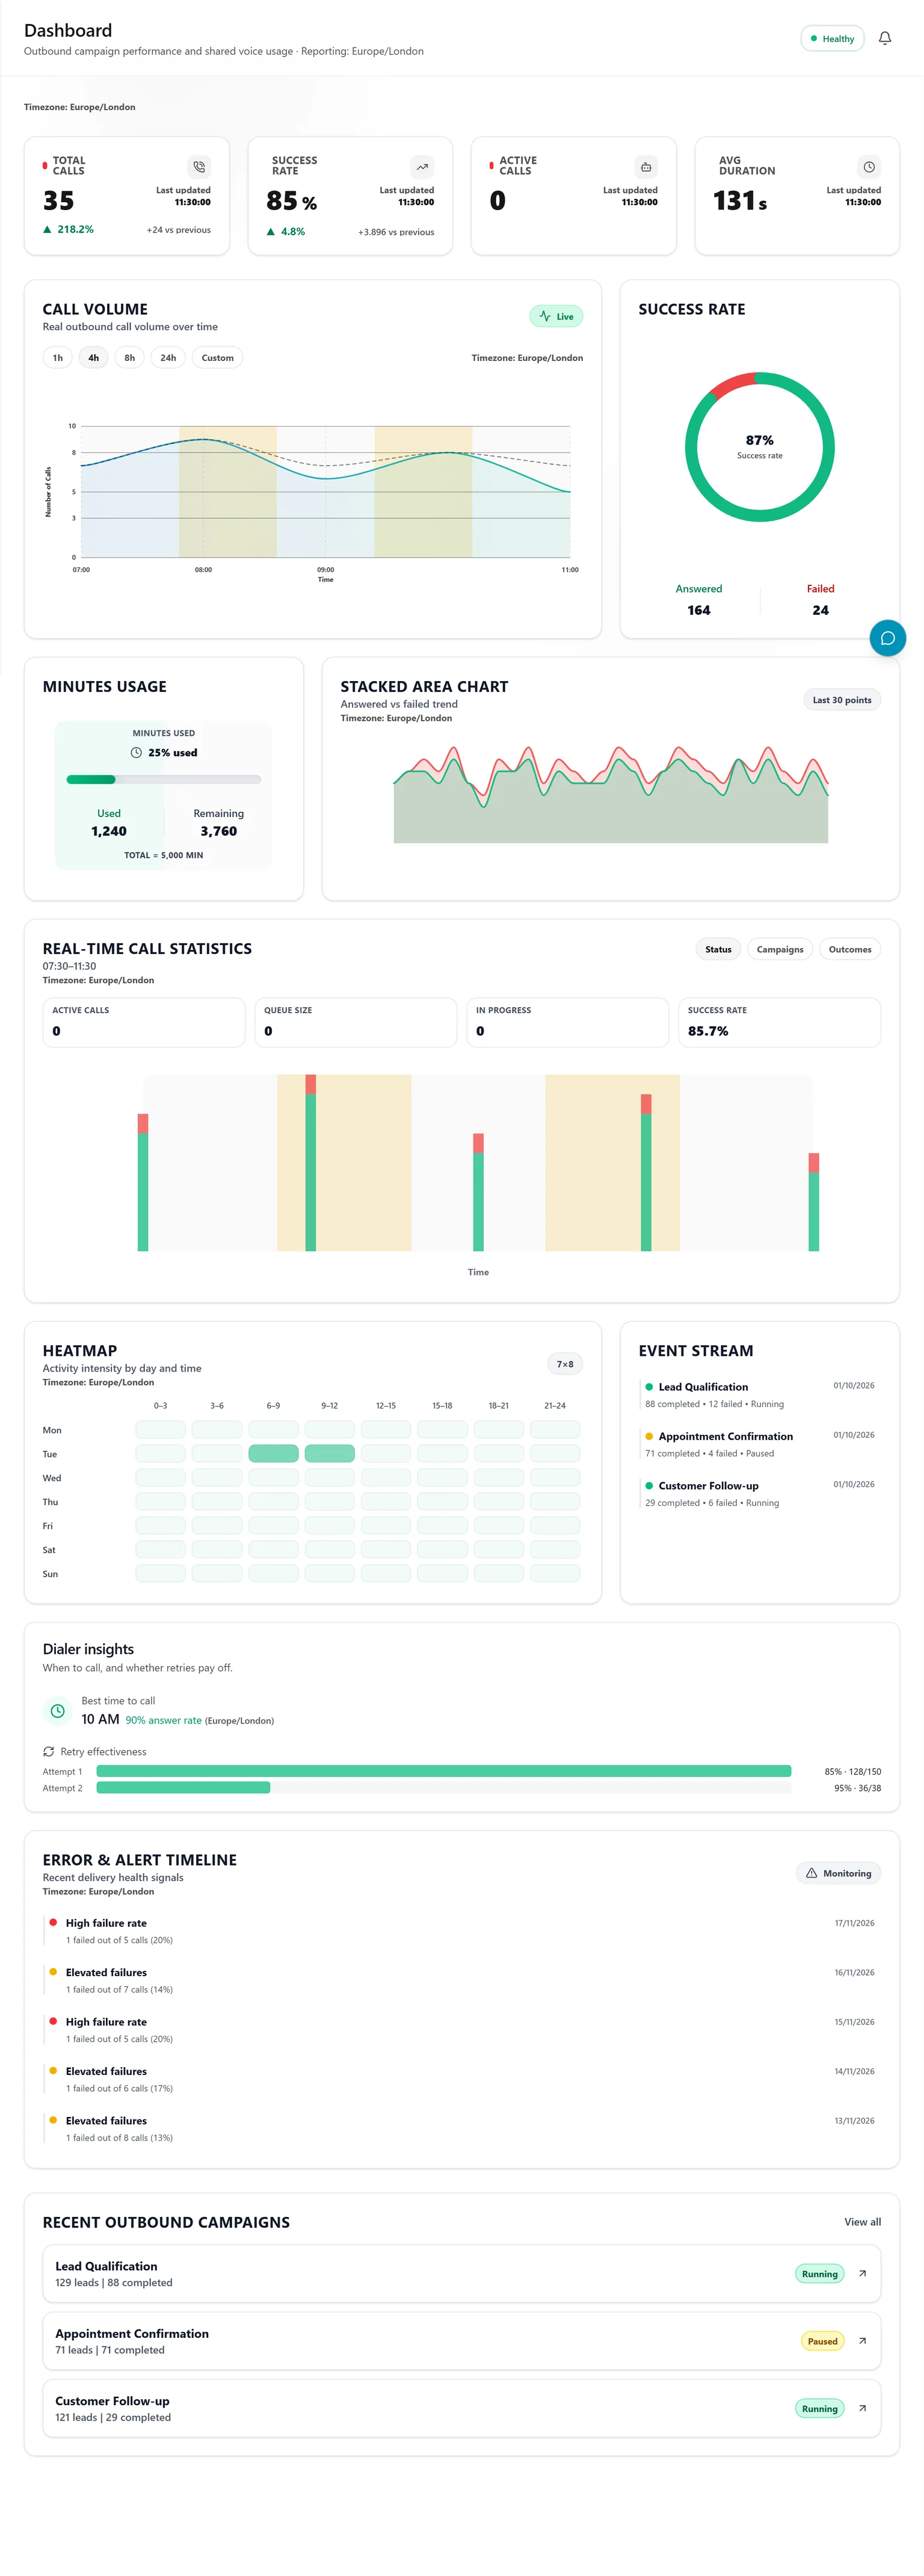 Dashboard
Outbound campaign performance and shared voice usage · Reporting: Europe/London
Healthy
Timezone: Europe/London
TOTAL CALLS
35
Last updated
11:30:00
▲ 218.2%
+24 vs previous
SUCCESS RATE
85 %
Last updated
11:30:00
▲ 4.8%
+3.896 vs previous
ACTIVE CALLS
0
Last updated
11:30:00
AVG DURATION
131 s
Last updated
11:30:00
CALL VOLUME
Real outbound call volume over time
Live
1h 4h 8h 24h Custom
Timezone: Europe/London
Number of Calls
10
8
5
3
0
07:00 08:00 09:00 11:00
Time
SUCCESS RATE
87%
Success rate
Answered
164
Failed
24
MINUTES USAGE
MINUTES USED
25% used
Used
1,240
Remaining
3,760
TOTAL = 5,000 MIN
STACKED AREA CHART
Answered vs failed trend
Timezone: Europe/London
Last 30 points
REAL-TIME CALL STATISTICS
07:30–11:30
Timezone: Europe/London
Status Campaigns Outcomes
ACTIVE CALLS
0
QUEUE SIZE
0
IN PROGRESS
0
SUCCESS RATE
85.7%
Time
HEATMAP
Activity intensity by day and time
Timezone: Europe/London
7×8
0–3 3–6 6–9 9–12 12–15 15–18 18–21 21–24
Mon
Tue
Wed
Thu
Fri
Sat
Sun
EVENT STREAM
Lead Qualification 01/10/2026
88 completed • 12 failed • Running
Appointment Confirmation 01/10/2026
71 completed • 4 failed • Paused
Customer Follow-up 01/10/2026
29 completed • 6 failed • Running
Dialer insights
When to call, and whether retries pay off.
Best time to call
10 AM 90% answer rate (Europe/London)
Retry effectiveness
Attempt 1 85% · 128/150
Attempt 2 95% · 36/38
ERROR & ALERT TIMELINE
Recent delivery health signals
Timezone: Europe/London
Monitoring
High failure rate 17/11/2026
1 failed out of 5 calls (20%)
Elevated failures 16/11/2026
1 failed out of 7 calls (14%)
High failure rate 15/11/2026
1 failed out of 5 calls (20%)
Elevated failures 14/11/2026
1 failed out of 6 calls (17%)
Elevated failures 13/11/2026
1 failed out of 8 calls (13%)
RECENT OUTBOUND CAMPAIGNS
View all
Lead Qualification
129 leads | 88 completed
Running
Appointment Confirmation
71 leads | 71 completed
Paused
Customer Follow-up
121 leads | 29 completed
Running